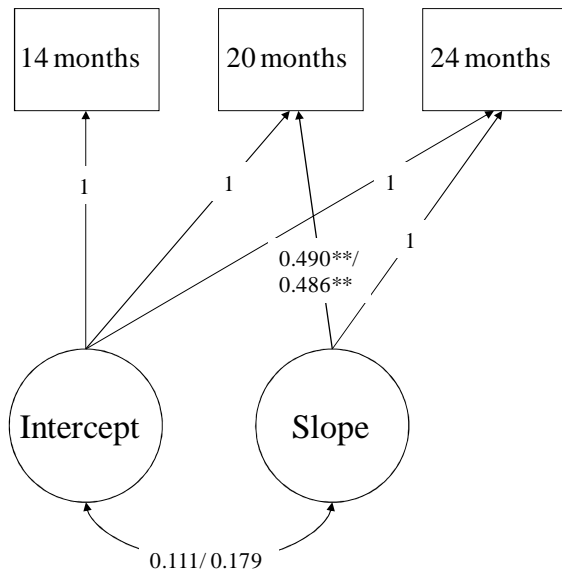 14 months
20 months
24 months
1
1
1
0.490**/
0.486**
1
Intercept
Slope
0.111/0.179